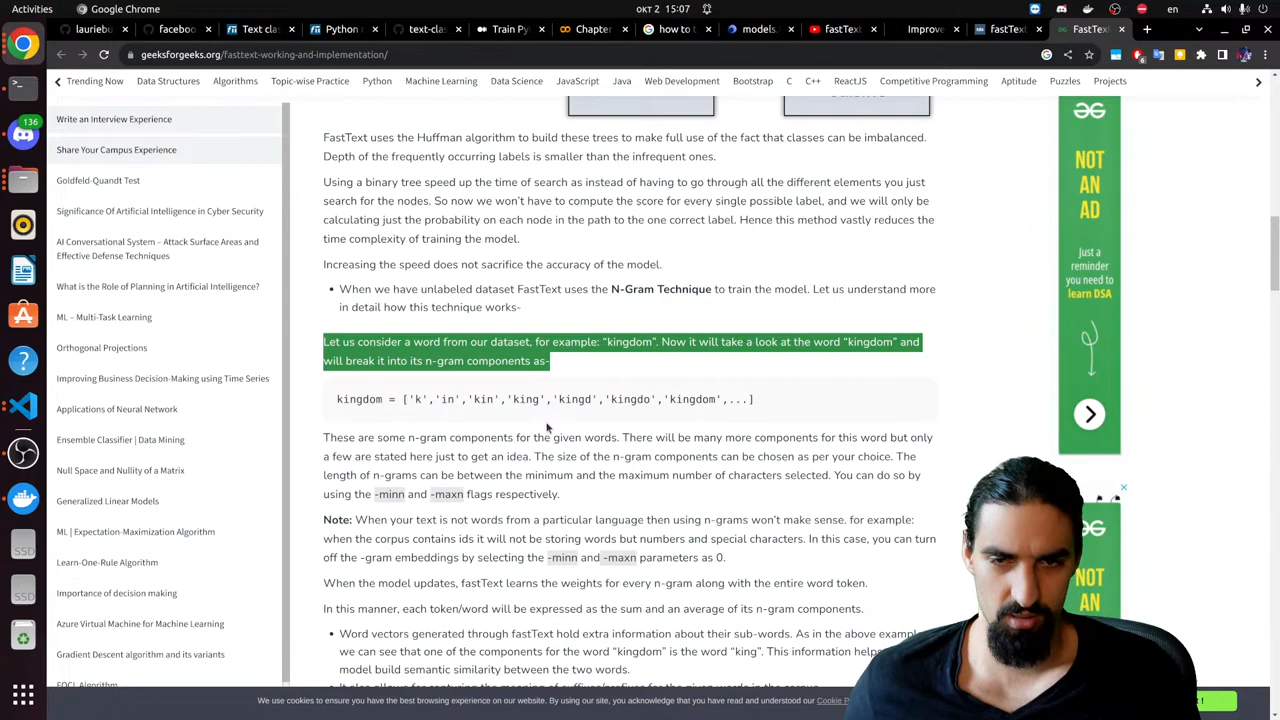 Activities
Google Chrome
окт 2 15:07
en
lauriebu
faceboo
Text clas
Python r
text-clas
Train Py
Chapter
how to t
models.
fastText
Improve
fastText
FastText
geeksforgeeks.org/fasttext-working-and-implementation/
6
Trending Now Data Structures Algorithms Topic-wise Practice Python Machine Learning Data Science JavaScript Java Web Development Bootstrap C C++ ReactJS Competitive Programming Aptitude Puzzles Projects
136
SSD
SSD
Write an Interview Experience
Share Your Campus Experience
Goldfeld-Quandt Test
Significance Of Artificial Intelligence in Cyber Security
AI Conversational System – Attack Surface Areas and
Effective Defense Techniques
What is the Role of Planning in Artificial Intelligence?
ML – Multi-Task Learning
Orthogonal Projections
Improving Business Decision-Making using Time Series
Applications of Neural Network
Ensemble Classifier | Data Mining
Null Space and Nullity of a Matrix
Generalized Linear Models
ML | Expectation-Maximization Algorithm
Learn-One-Rule Algorithm
Importance of decision making
Azure Virtual Machine for Machine Learning
Gradient Descent algorithm and its variants
ECLAT Algorithm
FastText uses the Huffman algorithm to build these trees to make full use of the fact that classes can be imbalanced.
Depth of the frequently occurring labels is smaller than the infrequent ones.
Using a binary tree speed up the time of search as instead of having to go through all the different elements you just
search for the nodes. So now we won't have to compute the score for every single possible label, and we will only be
calculating just the probability on each node in the path to the one correct label. Hence this method vastly reduces the
time complexity of training the model.
Increasing the speed does not sacrifice the accuracy of the model.
• When we have unlabeled dataset FastText uses the N-Gram Technique to train the model. Let us understand more
in detail how this technique works-
Let us consider a word from our dataset, for example: “kingdom”. Now it will take a look at the word “kingdom” and
will break it into its n-gram components as-
kingdom = ['k','in','kin','king','kingd','kingdo','kingdom',...]
These are some n-gram components for the given words. There will be many more components for this word but only
a few are stated here just to get an idea. The size of the n-gram components can be chosen as per your choice. The
length of n-grams can be between the minimum and the maximum number of characters selected. You can do so by
using the -minn and -maxn flags respectively.
Note: When your text is not words from a particular language then using n-grams won't make sense. for example:
when the corpus contains ids it will not be storing words but numbers and special characters. In this case, you can turn
off the -gram embeddings by selecting the -minn and -maxn parameters as 0.
When the model updates, fastText learns the weights for every n-gram along with the entire word token.
In this manner, each token/word will be expressed as the sum and an average of its n-gram components.
• Word vectors generated through fastText hold extra information about their sub-words. As in the above
we can see that one of the components for the word “kingdom” is the word “king”. This information
model build semantic similarity between the two words.
NOT
AN
AD
Just a
reminder
you need to
learn DSA
NOT
AN
We use cookies to ensure you have the best browsing experience on our website. By using our site, you acknowledge that you have read and understood our Cookie P